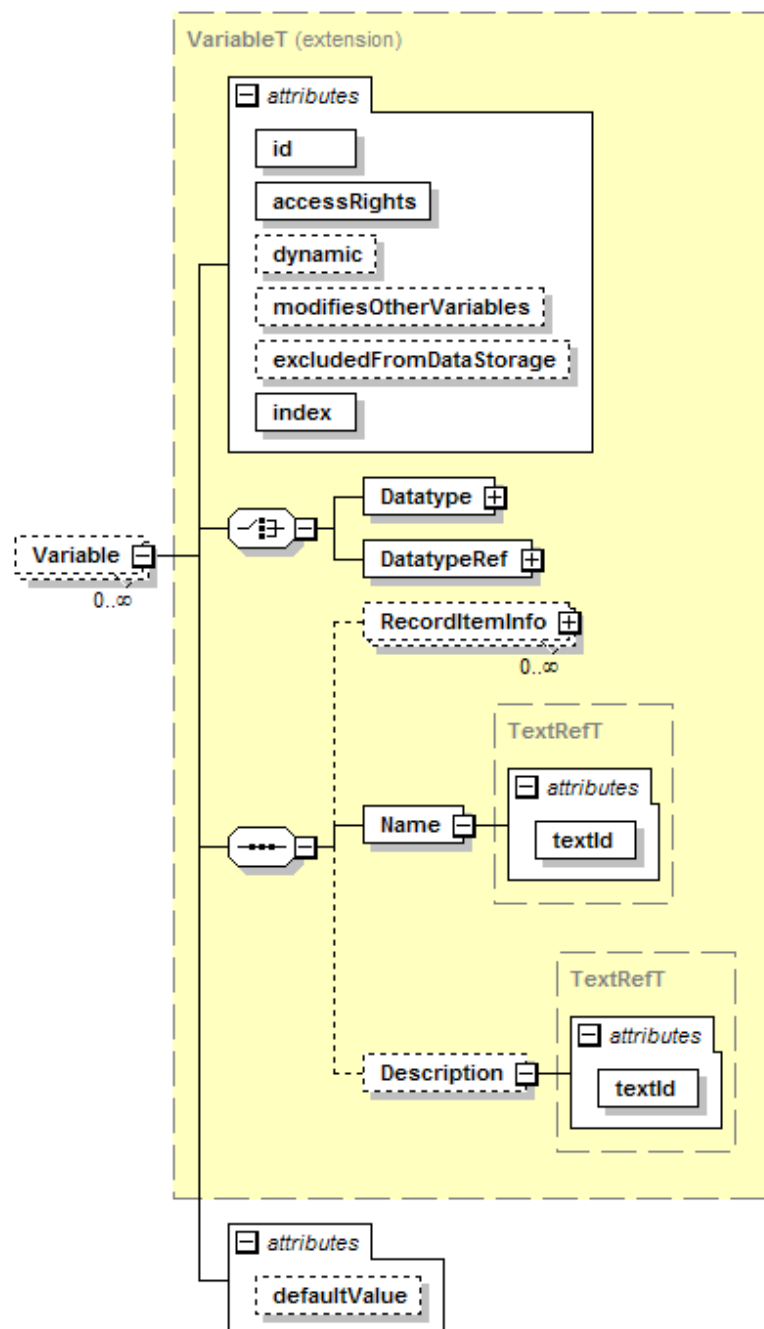 VariableT (extension)
attributes
id
accessRights
dynamic
modifiesOtherVariables
excludedFromDataStorage
index
Datatype
DatatypeRef
Variable
0..∞
RecordItemInfo
0..∞
TextRefT
attributes
Name
textId
TextRefT
attributes
Description
textId
attributes
defaultValue